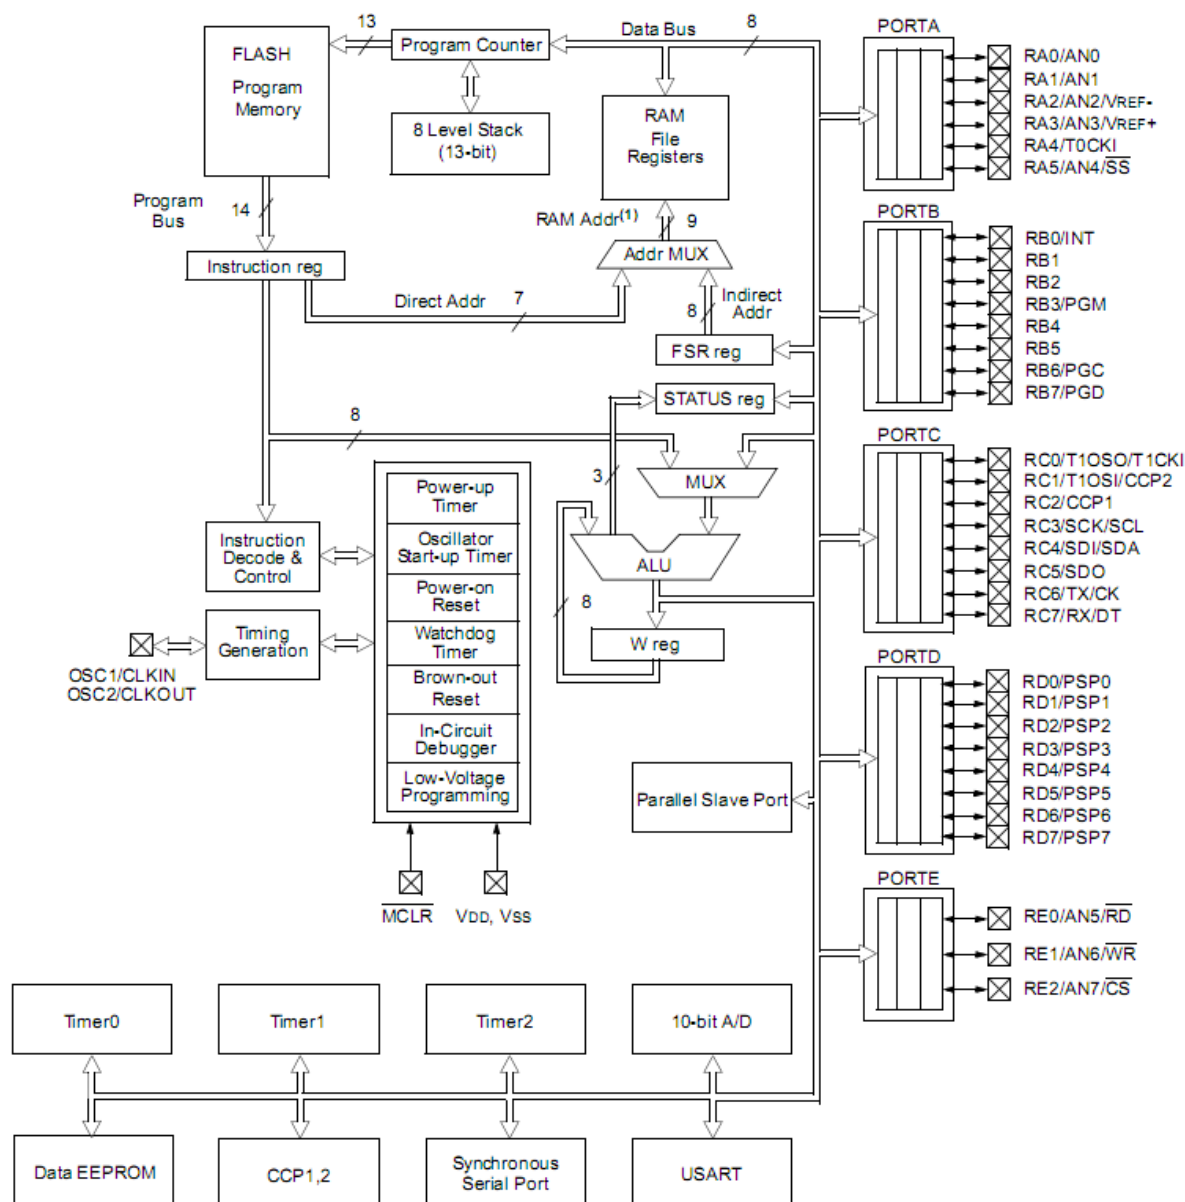 13
Data Bus
8
PORTA
FLASH
Program
Memory
Program Counter
8 Level Stack
(13-bit)
RAM
File
Registers
RA0/AN0
RA1/AN1
RA2/AN2/VREF-
RA3/AN3/VREF+
RA4/T0CKI
RA5/AN4/SS
Program
Bus
14
RAM Addr(1)
9
PORTB
Instruction reg
Addr MUX
Direct Addr
7
8
Indirect
Addr
FSR reg
RB0/INT
RB1
RB2
RB3/PGM
RB4
RB5
RB6/PGC
RB7/PGD
STATUS reg
8
3
MUX
PORTC
RC0/T1OSO/T1CKI
RC1/T1OSI/CCP2
RC2/CCP1
RC3/SCK/SCL
RC4/SDI/SDA
RC5/SDO
RC6/TX/CK
RC7/RX/DT
Power-up
Timer
Oscillator
Start-up Timer
Power-on
Reset
Watchdog
Timer
Brown-out
Reset
In-Circuit
Debugger
Low-Voltage
Programming
Instruction
Decode &
Control
ALU
8
W reg
Timing
Generation
OSC1/CLKIN
OSC2/CLKOUT
PORTD
RD0/PSP0
RD1/PSP1
RD2/PSP2
RD3/PSP3
RD4/PSP4
RD5/PSP5
RD6/PSP6
RD7/PSP7
Parallel Slave Port
MCLR
VDD, VSS
PORTE
RE0/AN5/RD
RE1/AN6/WR
RE2/AN7/CS
Timer0
Timer1
Timer2
10-bit A/D
Data EEPROM
CCP1,2
Synchronous
Serial Port
USART